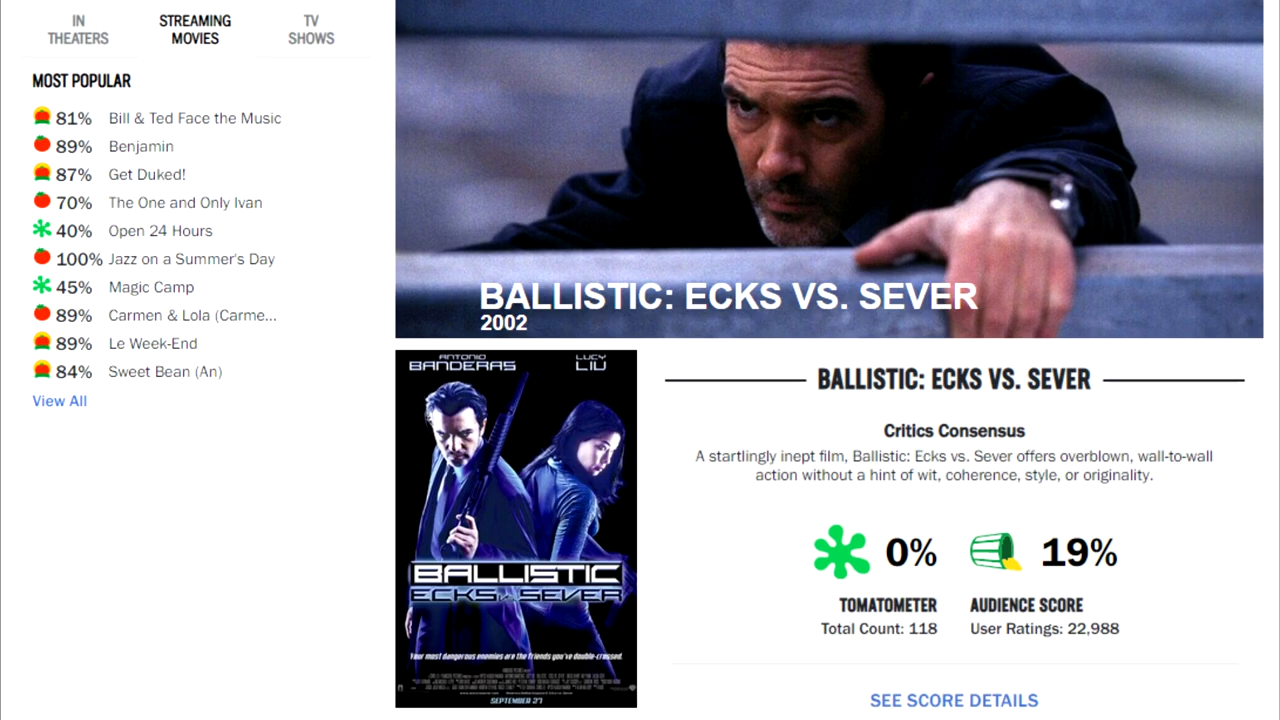 IN
THEATERS
STREAMING
MOVIES
TV
SHOWS
MOST POPULAR
81% Bill & Ted Face the Music
89% Benjamin
87% Get Duked!
70% The One and Only Ivan
40% Open 24 Hours
100% Jazz on a Summer's Day
45% Magic Camp
89% Carmen & Lola (Carme...
89% Le Week-End
84% Sweet Bean (An)
View All
BALLISTIC: ECKS VS. SEVER
2002
ANTONIO
BANDERAS
LUCY
LIU
BALLISTIC
ECKS vs. SEVER
Your most dangerous enemies are the friends you've double-crossed.
SEPTEMBER 27
BALLISTIC: ECKS VS. SEVER
Critics Consensus
A startlingly inept film, Ballistic: Ecks vs. Sever offers overblown, wall-to-wall
action without a hint of wit, coherence, style, or originality.
0% 19%
TOMATOMETER AUDIENCE SCORE
Total Count: 118 User Ratings: 22,988
SEE SCORE DETAILS